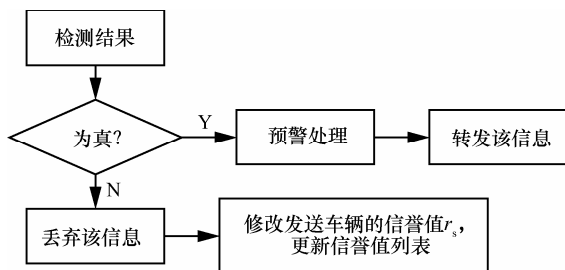 检测结果
为真?
Y
预警处理
转发该信息
N
丢弃该信息
修改发送车辆的信誉值rs，
更新信誉值列表